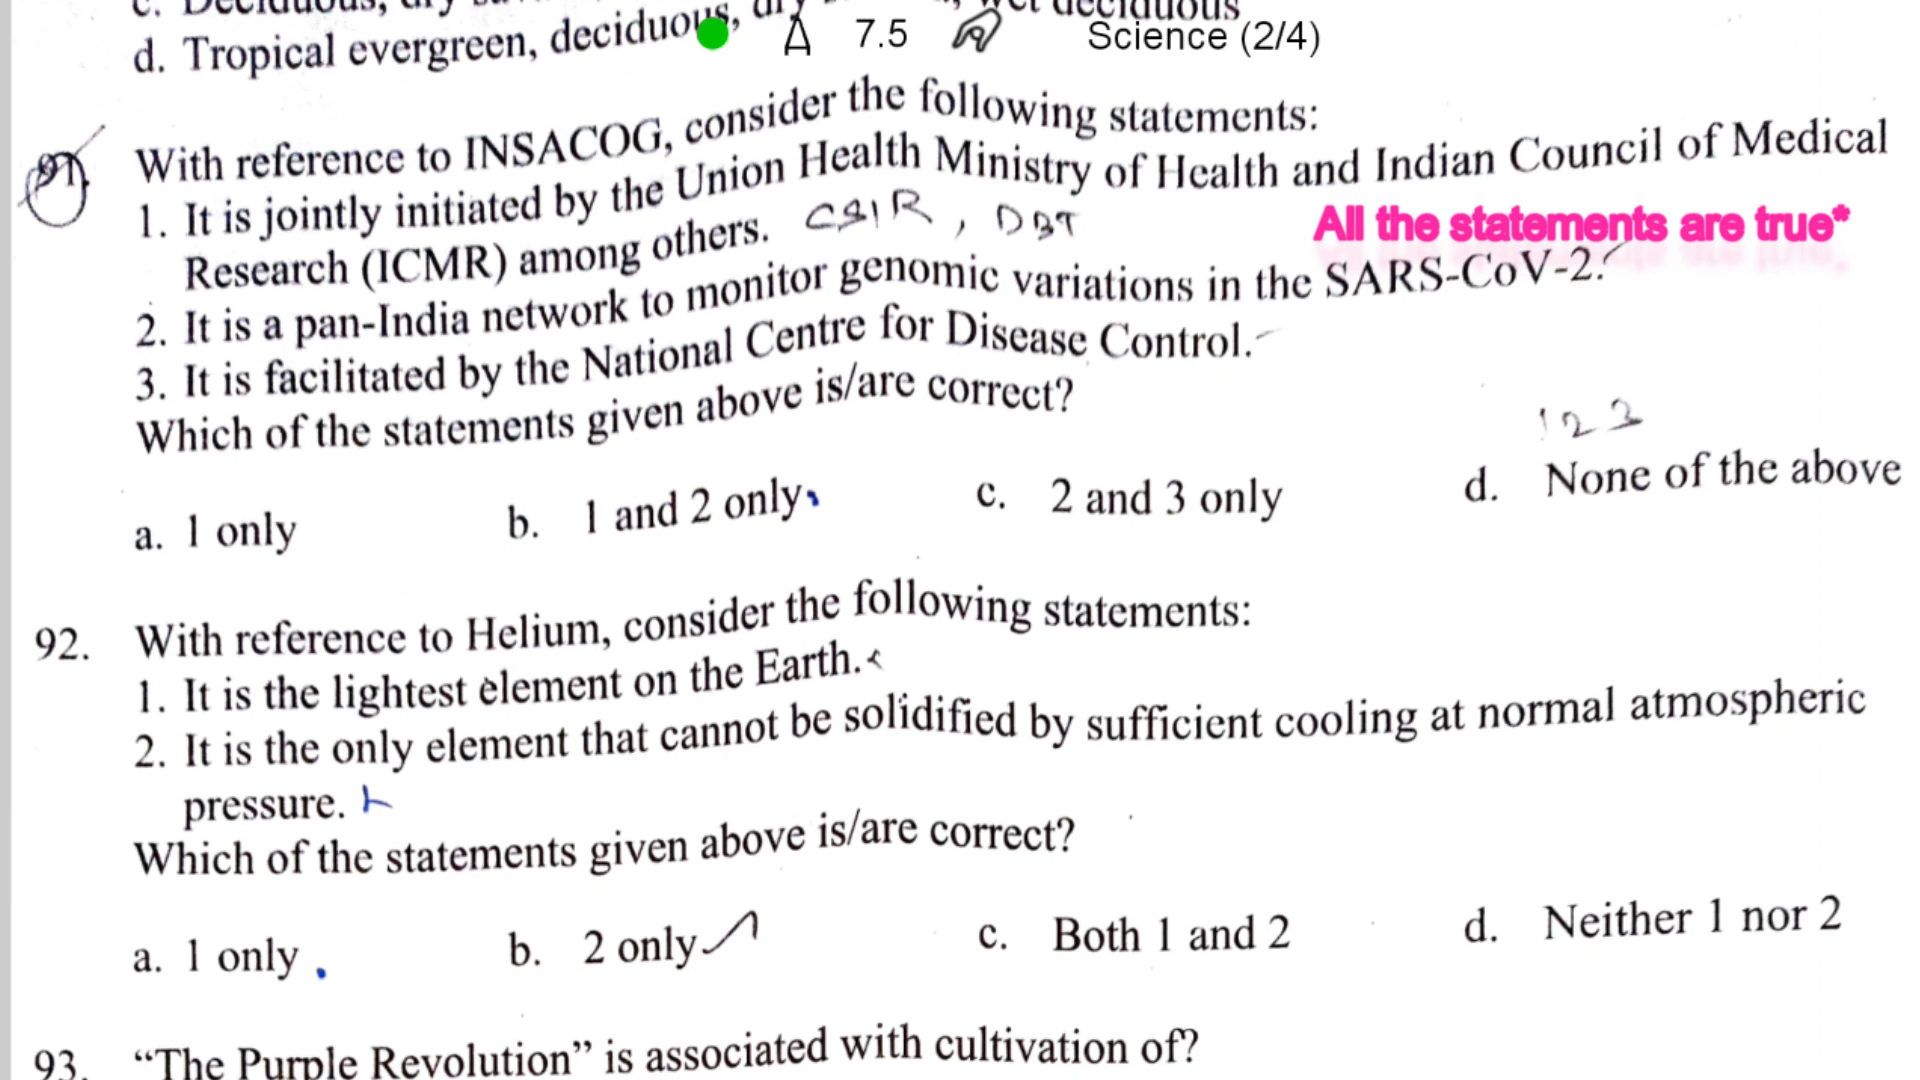 d. Tropical evergreen, deciduous,
7.5
Science (2/4)
91. With reference to INSACOG, consider the following statements:
1. It is jointly initiated by the Union Health Ministry of Health and Indian Council of Medical
Research (ICMR) among others. CSIR, DBT
All the statements are true*
2. It is a pan-India network to monitor genomic variations in the SARS-CoV-2.
3. It is facilitated by the National Centre for Disease Control.
Which of the statements given above is/are correct?
1 2 3
a. 1 only b. 1 and 2 only c. 2 and 3 only d. None of the above
92. With reference to Helium, consider the following statements:
1. It is the lightest element on the Earth.
2. It is the only element that cannot be solidified by sufficient cooling at normal atmospheric
pressure.
Which of the statements given above is/are correct?
a. 1 only b. 2 only c. Both 1 and 2 d. Neither 1 nor 2
93. “The Purple Revolution” is associated with cultivation of?